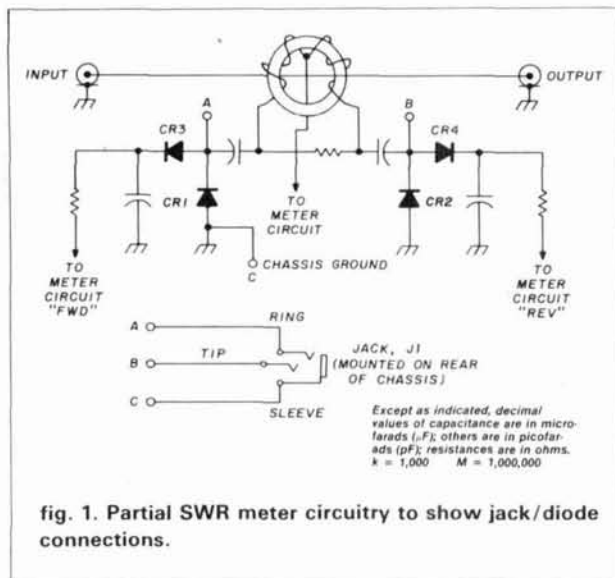 INPUT
OUTPUT
A
B
CR3
CR4
CR1
CR2
TO
METER
CIRCUIT
C
CHASSIS GROUND
TO
METER
CIRCUIT
"FWD"
TO
METER
CIRCUIT
"REV"
A
RING
B
TIP
JACK, J1
(MOUNTED ON REAR
OF CHASSIS)
C
SLEEVE
Except as indicated, decimal
values of capacitance are in micro-
farads (μF); others are in picofar-
ads (pF); resistances are in ohms.
k = 1,000 M = 1,000,000
fig. 1. Partial SWR meter circuitry to show jack/diode
connections.